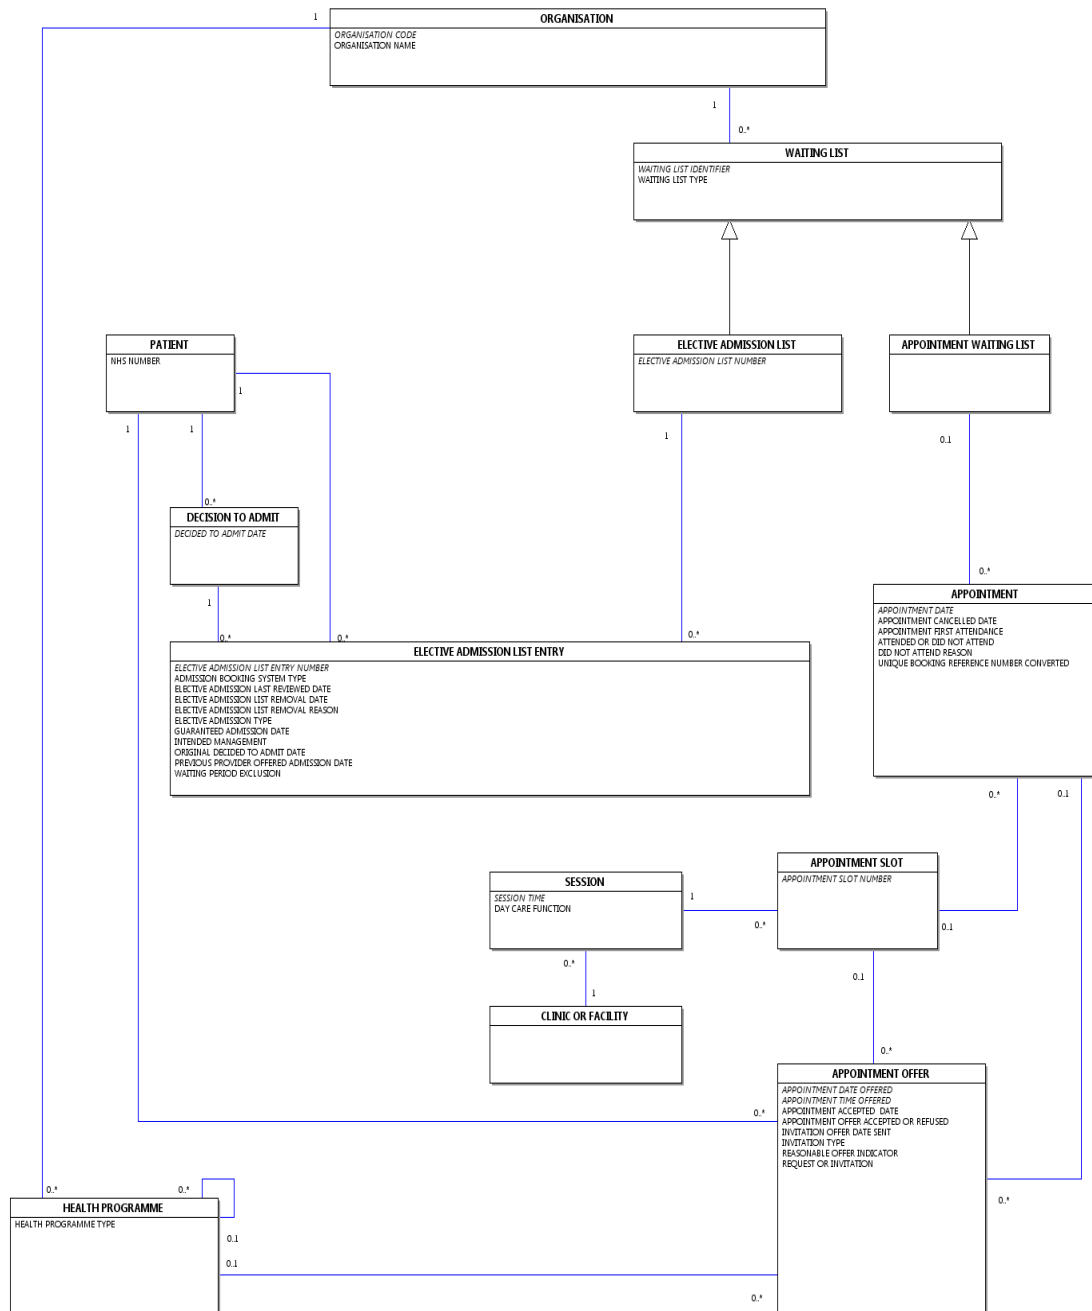 1
ORGANISATION
ORGANISATION CODE
ORGANISATION NAME
1
0..*
WAITING LIST
WAITING LIST IDENTIFIER
WAITING LIST TYPE
PATIENT
NHS NUMBER
1
1
1
ELECTIVE ADMISSION LIST
ELECTIVE ADMISSION LIST NUMBER
1
APPOINTMENT WAITING LIST
0..1
0..*
DECISION TO ADMIT
DECIDED TO ADMIT DATE
1
0..*
0..*
0..*
ELECTIVE ADMISSION LIST ENTRY
ELECTIVE ADMISSION LIST ENTRY NUMBER
ADMISSION BOOKING SYSTEM TYPE
ELECTIVE ADMISSION LAST REVIEWED DATE
ELECTIVE ADMISSION LIST REMOVAL DATE
ELECTIVE ADMISSION LIST REMOVAL REASON
ELECTIVE ADMISSION TYPE
GUARANTEED ADMISSION DATE
INTENDED MANAGEMENT
ORIGINAL DECIDED TO ADMIT DATE
PREVIOUS PROVIDER OFFERED ADMISSION DATE
WAITING PERIOD EXCLUSION
0..*
APPOINTMENT
APPOINTMENT DATE
APPOINTMENT CANCELLED DATE
APPOINTMENT FIRST ATTENDANCE
ATTENDED OR DID NOT ATTEND
DID NOT ATTEND REASON
UNIQUE BOOKING REFERENCE NUMBER CONVERTED
0..*
0..1
SESSION
SESSION TIME
DAY CARE FUNCTION
1
0..*
APPOINTMENT SLOT
APPOINTMENT SLOT NUMBER
0..1
0..*
1
0..1
CLINIC OR FACILITY
0..*
APPOINTMENT OFFER
APPOINTMENT DATE OFFERED
APPOINTMENT TIME OFFERED
APPOINTMENT ACCEPTED DATE
APPOINTMENT OFFER ACCEPTED OR REFUSED
INVITATION OFFER DATE SENT
INVITATION TYPE
REASONABLE OFFER INDICATOR
REQUEST OR INVITATION
0..*
0..*
0..*
0..*
HEALTH PROGRAMME
HEALTH PROGRAMME TYPE
0..1
0..1
0..*